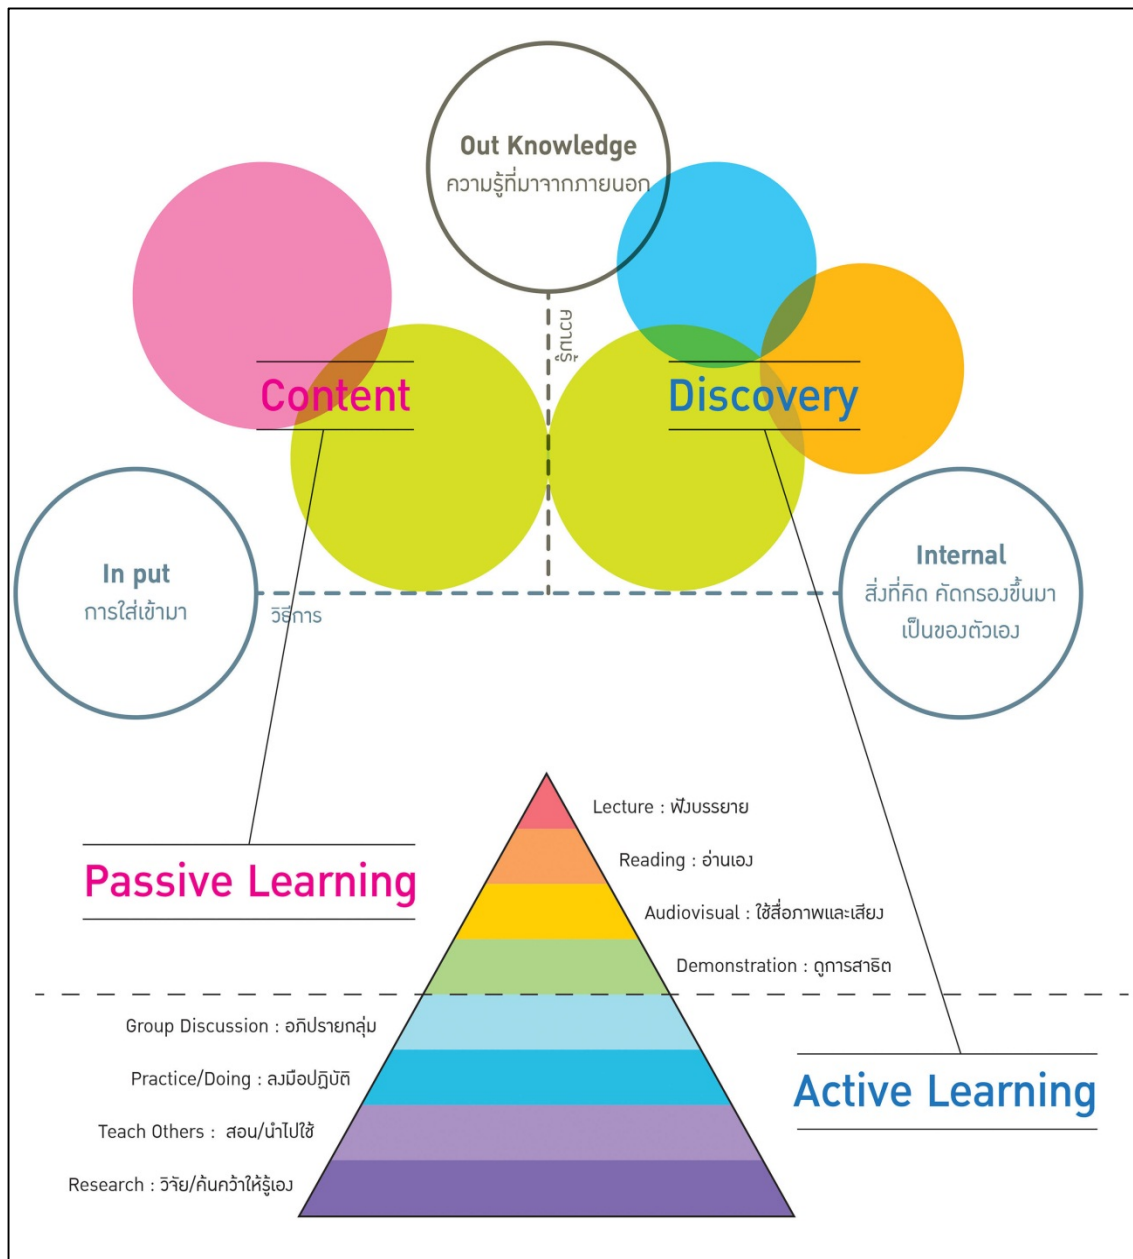 Out Knowledge
ความรู้ที่มาจากภายนอก
ความรู้
Content
Discovery
In put
การใส่เข้ามา
วิธีการ
Internal
สิ่งที่คิด คัดกรองขึ้นมา
เป็นของตัวเอง
Lecture : ฟังบรรยาย
Reading : อ่านเอง
Passive Learning
Audiovisual : ใช้สื่อภาพและเสียง
Demonstration : ดูการสาธิต
Group Discussion : อภิปรายกลุ่ม
Practice/Doing : ลงมือปฏิบัติ
Active Learning
Teach Others : สอน/นำไปใช้
Research : วิจัย/ค้นคว้าให้รู้เอง